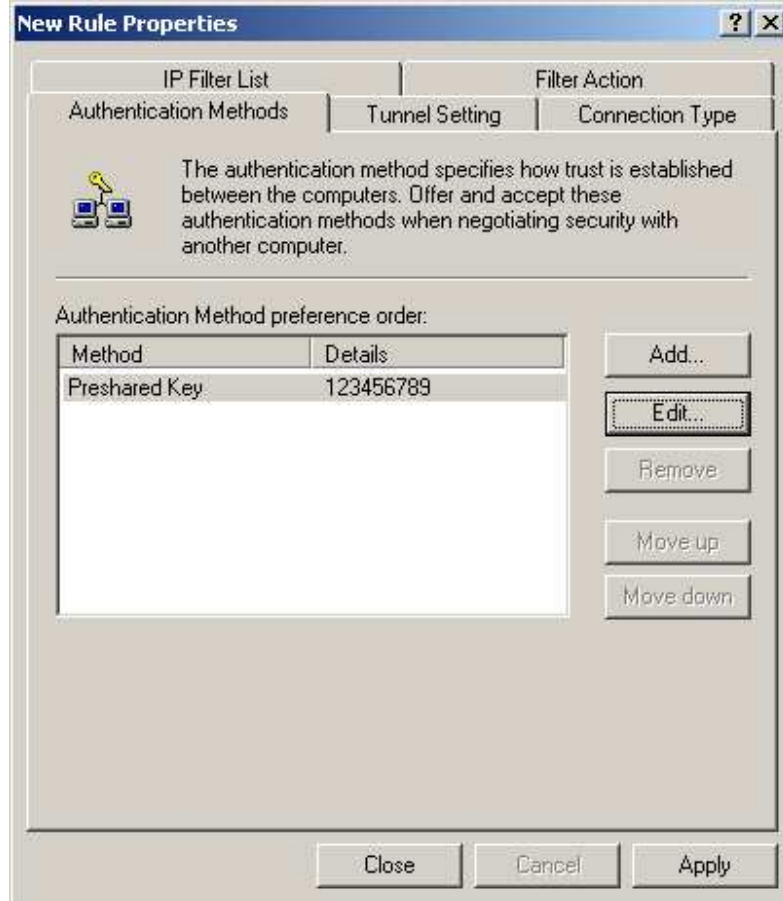 New Rule Properties
IP Filter List
Filter Action
Authentication Methods
Tunnel Setting
Connection Type
The authentication method specifies how trust is established
between the computers. Offer and accept these
authentication methods when negotiating security with
another computer.
Authentication Method preference order:
Method
Details
Preshared Key
123456789
Add...
Edit...
Remove
Move up
Move down
Close
Cancel
Apply